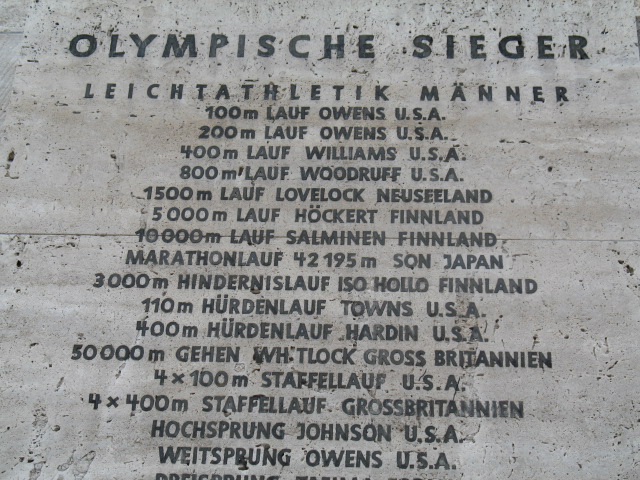 OLYMPISCHE SIEGER
LEICHTATHLETIK MÄNNER
100m LAUF OWENS U.S.A.
200m LAUF OWENS U.S.A.
400m LAUF WILLIAMS U.S.A.
800m LAUF WOODRUFF U.S.A.
1500m LAUF LOVELOCK NEUSEELAND
5000m LAUF HÖCKERT FINNLAND
10000m LAUF SALMINEN FINNLAND
MARATHONLAUF 42195m SON JAPAN
3000m HINDERNISLAUF ISO HOLLO FINNLAND
110m HÜRDENLAUF TOWNS U.S.A.
400m HÜRDENLAUF HARDIN U.S.A.
50000m GEHEN WHITLOCK GROSS BRITANNIEN
4×100m STAFFELLAUF U.S.A.
4×400m STAFFELLAUF GROSSBRITANNIEN
HOCHSPRUNG JOHNSON U.S.A.
WEITSPRUNG OWENS U.S.A.